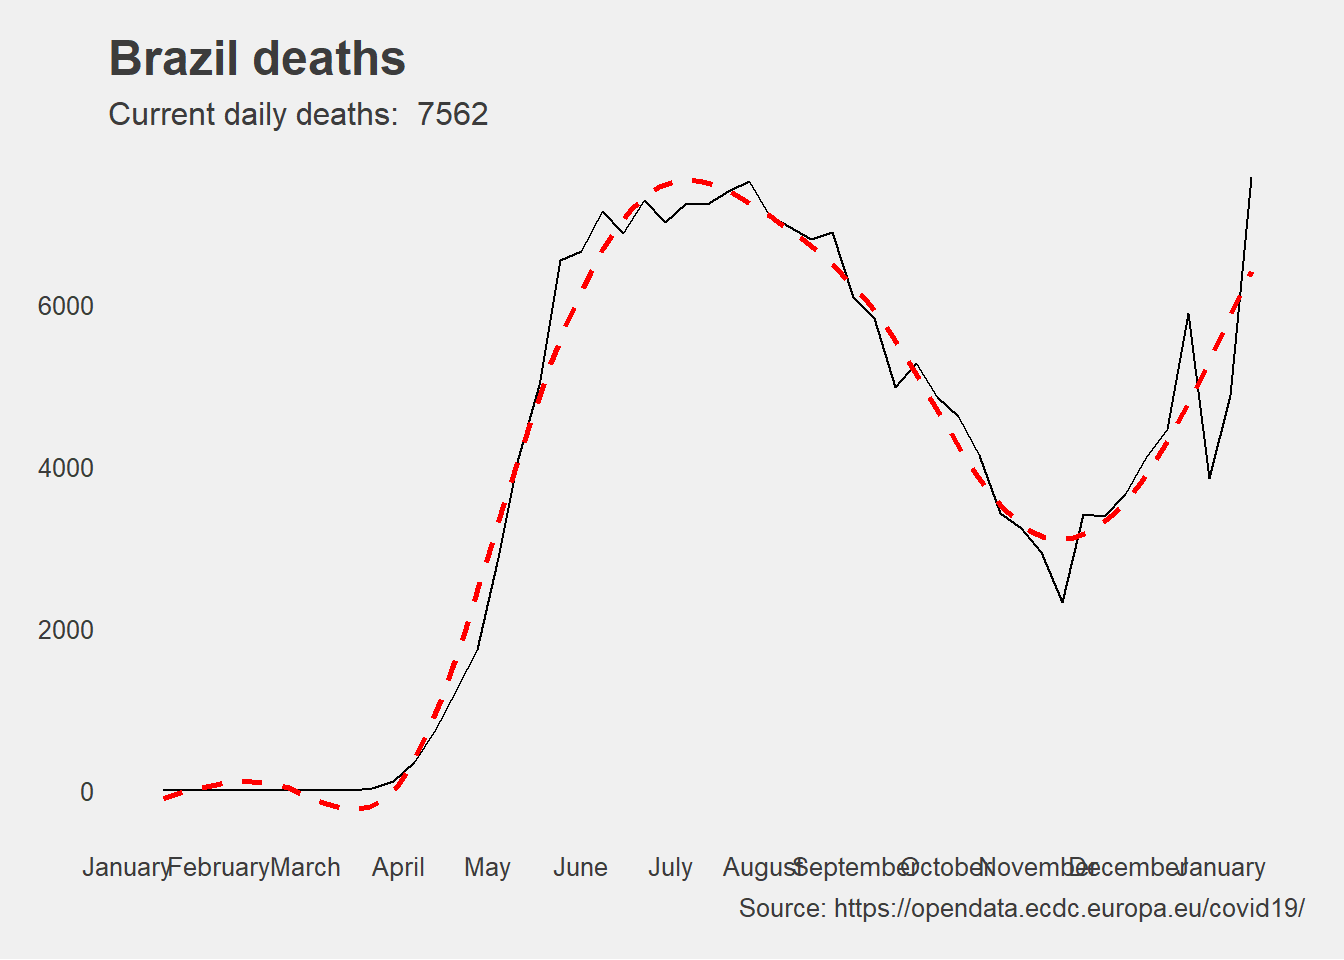 Brazil deaths
Current daily deaths:  7562
6000
4000
2000
0
January February March April May June July August September October November December January
Source: https://opendata.ecdc.europa.eu/covid19/